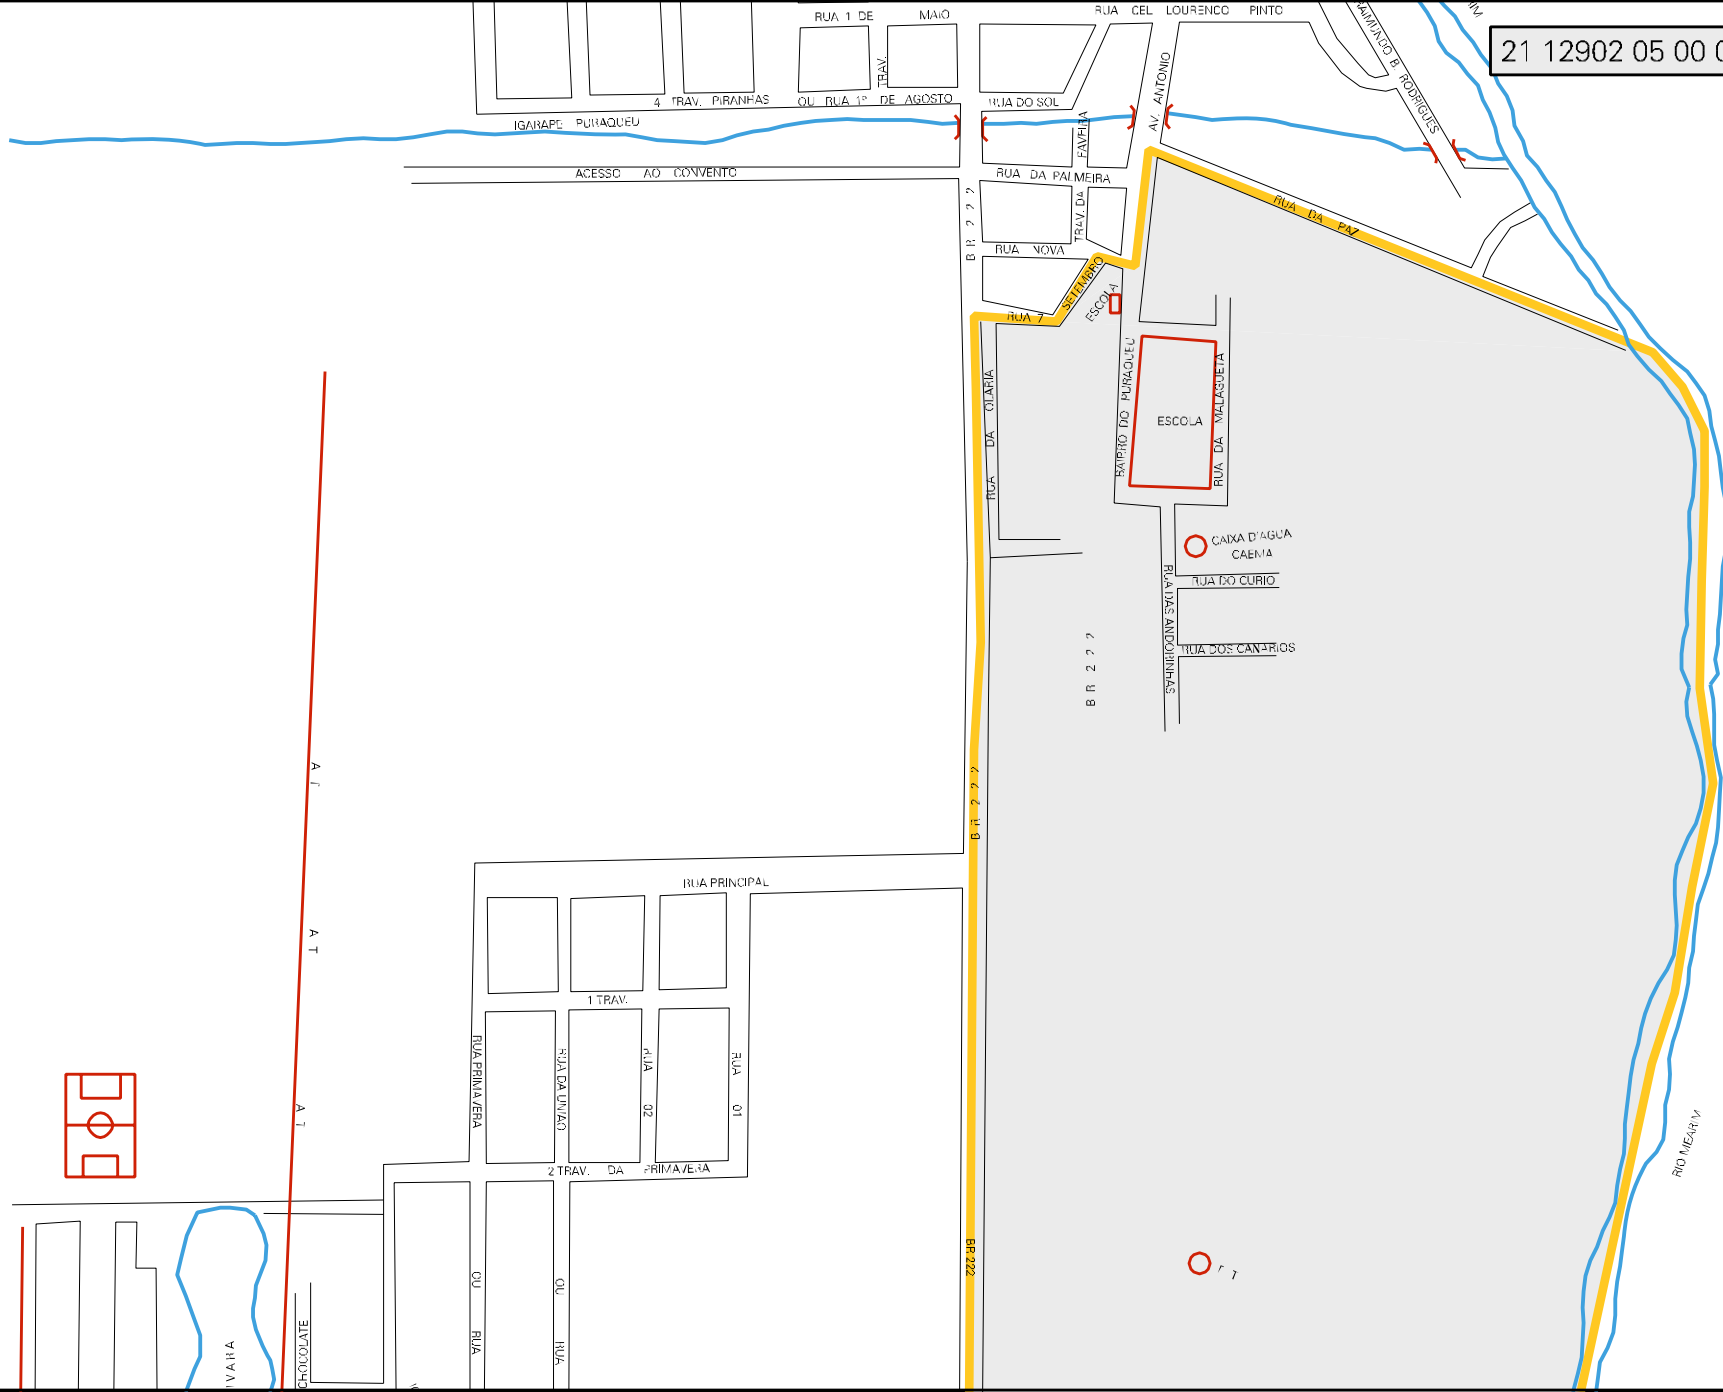 RUA 1 DE MAIO
RUA CEL LOURENCO PINTO
21 12902 05 00
TRAV.
4 TRAV. PIRANHAS OU RUA 1º DE AGOSTO
RUA DO SOL
AV. ANTONIO
RAIMUNDO B. RODRIGUES
IGARAPE PURAQUEU
ACESSO AO CONVENTO
RUA DA PALMEIRA
TRAV. DA FAVEIRA
BR 222
RUA NOVA
RUA DA PAZ
RUA 7 SETEMBRO
ESCOLA
RUA DA OLARIA
BAIRRO DO PURAQUEU
ESCOLA
RUA DA MALAGUETA
CAIXA D'AGUA
CAEMA
RUA DO CURIO
RUA DAS ANDORINHAS
RUA DOS CANARIOS
BR 222
BR 222
A T
RUA PRINCIPAL
A T
1 TRAV.
RUA PRIMAVERA
RUA DA UNIAO
RUA 02
RUA 01
A T
2 TRAV. DA PRIMAVERA
RIO MEARIM
BR 222
OU RUA
OU RUA
CHOCOLATE